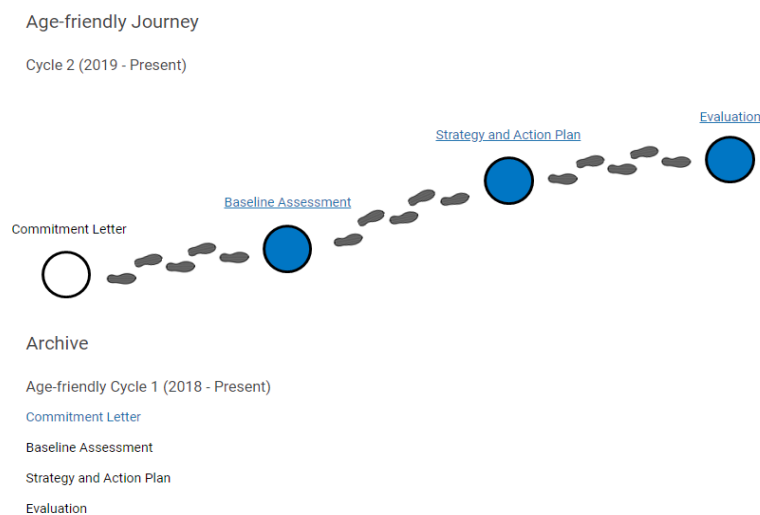 Age-friendly Journey
Cycle 2 (2019 - Present)
Evaluation
Strategy and Action Plan
Baseline Assessment
Commitment Letter
Archive
Age-friendly Cycle 1 (2018 - Present)
Commitment Letter
Baseline Assessment
Strategy and Action Plan
Evaluation